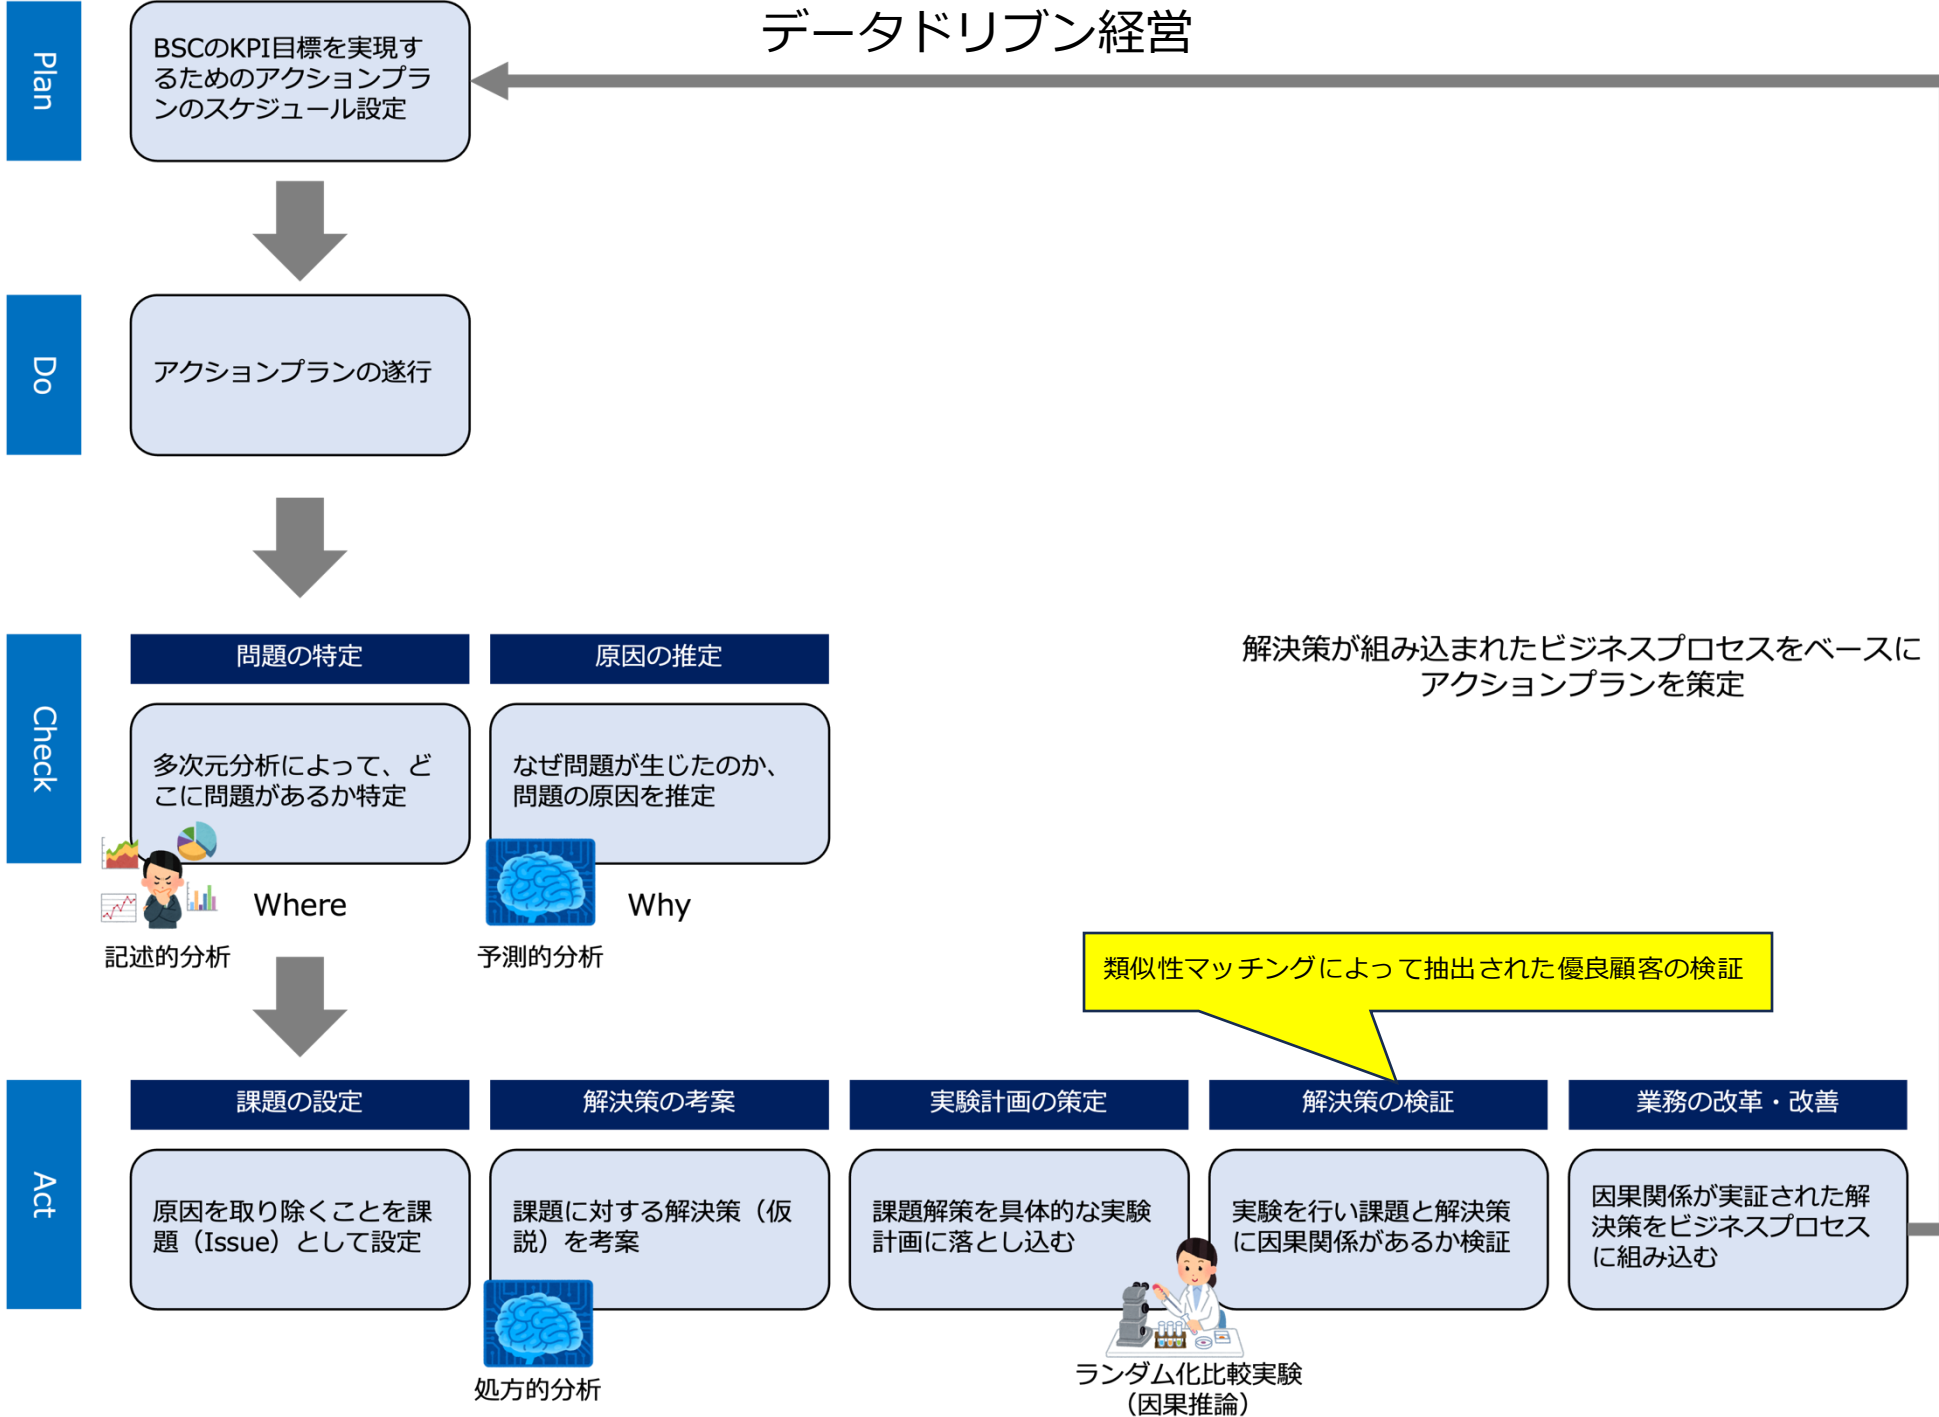 データドリブン経営
Plan
BSCのKPI目標を実現す
るためのアクションプラ
ンのスケジュール設定
Do
アクションプランの遂行
Check
問題の特定
多次元分析によって、ど
こに問題があるか特定
Where
記述的分析
原因の推定
なぜ問題が生じたのか、
問題の原因を推定
Why
予測的分析
解決策が組み込まれたビジネスプロセスをベースに
アクションプランを策定
類似性マッチングによって抽出された優良顧客の検証
Act
課題の設定
原因を取り除くことを課
題（Issue）として設定
解決策の考案
課題に対する解決策（仮
説）を考案
処方的分析
実験計画の策定
課題解策を具体的な実験
計画に落とし込む
解決策の検証
実験を行い課題と解決策
に因果関係があるか検証
ランダム化比較実験
（因果推論）
業務の改革・改善
因果関係が実証された解
決策をビジネスプロセス
に組み込む